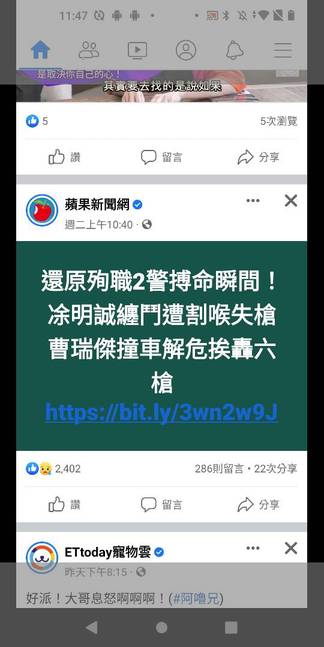 11:47
是取決你自己的心！
其實要去找的是說如果
5
5次瀏覽
讚
留言
分享
蘋果新聞網
週二上午10:40 ·
還原殉職2警搏命瞬間！
凃明誠纏鬥遭割喉失槍
曹瑞傑撞車解危挨轟六
槍
https://bit.ly/3wn2w9J
2,402
286則留言 · 22次分享
讚
留言
分享
ETtoday寵物雲
昨天下午8:15 ·
好派！大哥息怒啊啊啊！(#阿嚕兄)